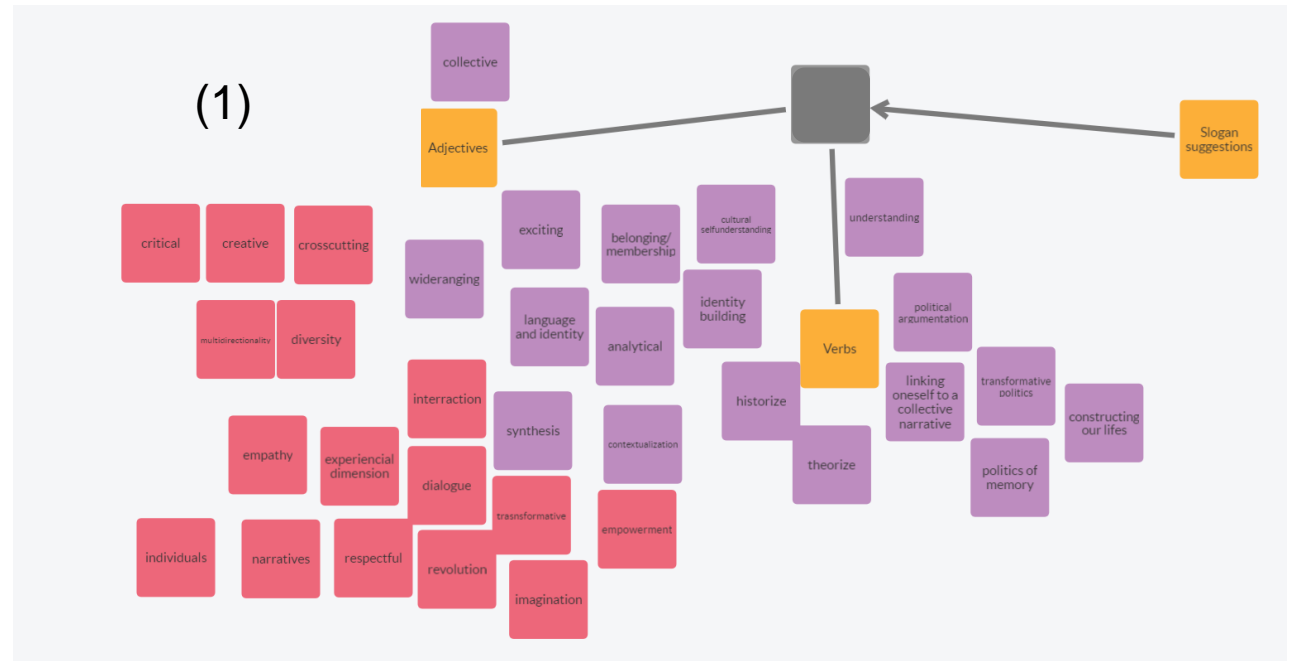 collective
(1)
Adjectives
Slogan
suggestions
critical
creative
crosscutting
wideranging
exciting
belonging/
membership
cultural
selfunderstanding
understanding
multidirectionality
diversity
language
and identity
analytical
identity
building
political
argumentation
Verbs
interraction
synthesis
contextualization
historize
linking
oneself to a
collective
narrative
transformative
politics
constructing
our lifes
empathy
experiencial
dimension
dialogue
theorize
politics of
memory
trasnsformative
empowerment
individuals
narratives
respectful
revolution
imagination